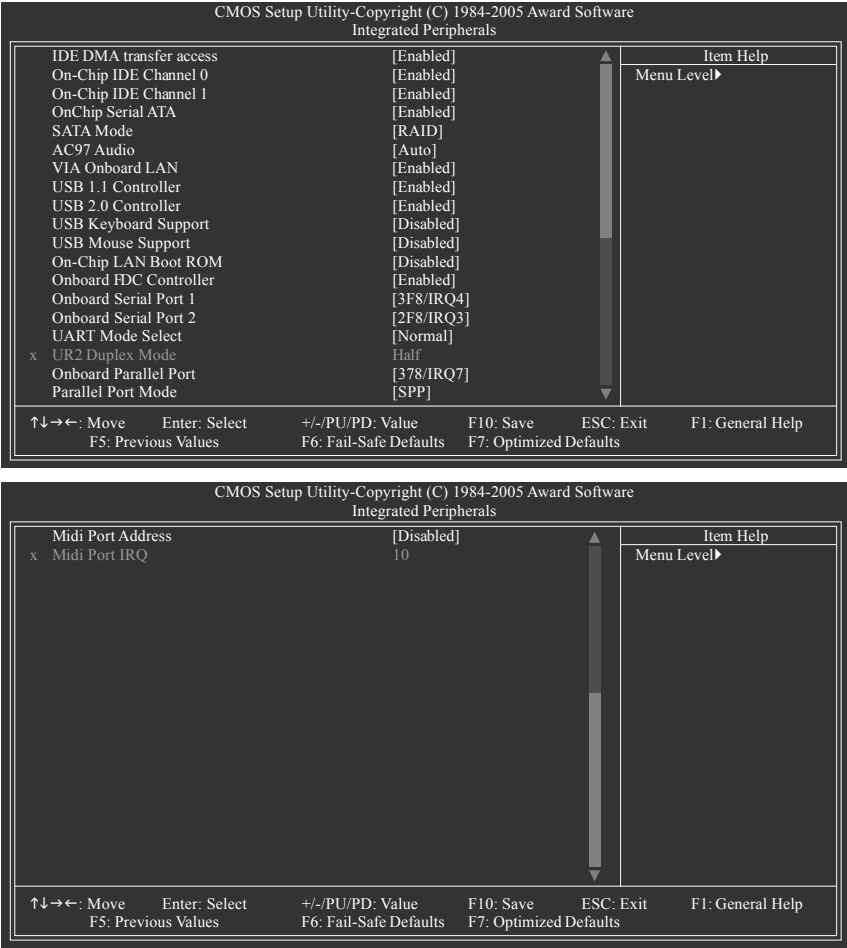 CMOS Setup Utility-Copyright (C) 1984-2005 Award Software
Integrated Peripherals
IDE DMA transfer access [Enabled] Item Help
On-Chip IDE Channel 0 [Enabled] Menu Level▶
On-Chip IDE Channel 1 [Enabled]
OnChip Serial ATA [Enabled]
SATA Mode [RAID]
AC97 Audio [Auto]
VIA Onboard LAN [Enabled]
USB 1.1 Controller [Enabled]
USB 2.0 Controller [Enabled]
USB Keyboard Support [Disabled]
USB Mouse Support [Disabled]
On-Chip LAN Boot ROM [Disabled]
Onboard FDC Controller [Enabled]
Onboard Serial Port 1 [3F8/IRQ4]
Onboard Serial Port 2 [2F8/IRQ3]
UART Mode Select [Normal]
x UR2 Duplex Mode Half
Onboard Parallel Port [378/IRQ7]
Parallel Port Mode [SPP]
↑↓→←: Move Enter: Select +/-/PU/PD: Value F10: Save ESC: Exit F1: General Help
F5: Previous Values F6: Fail-Safe Defaults F7: Optimized Defaults
CMOS Setup Utility-Copyright (C) 1984-2005 Award Software
Integrated Peripherals
Midi Port Address [Disabled] Item Help
x Midi Port IRQ 10 Menu Level▶
↑↓→←: Move Enter: Select +/-/PU/PD: Value F10: Save ESC: Exit F1: General Help
F5: Previous Values F6: Fail-Safe Defaults F7: Optimized Defaults